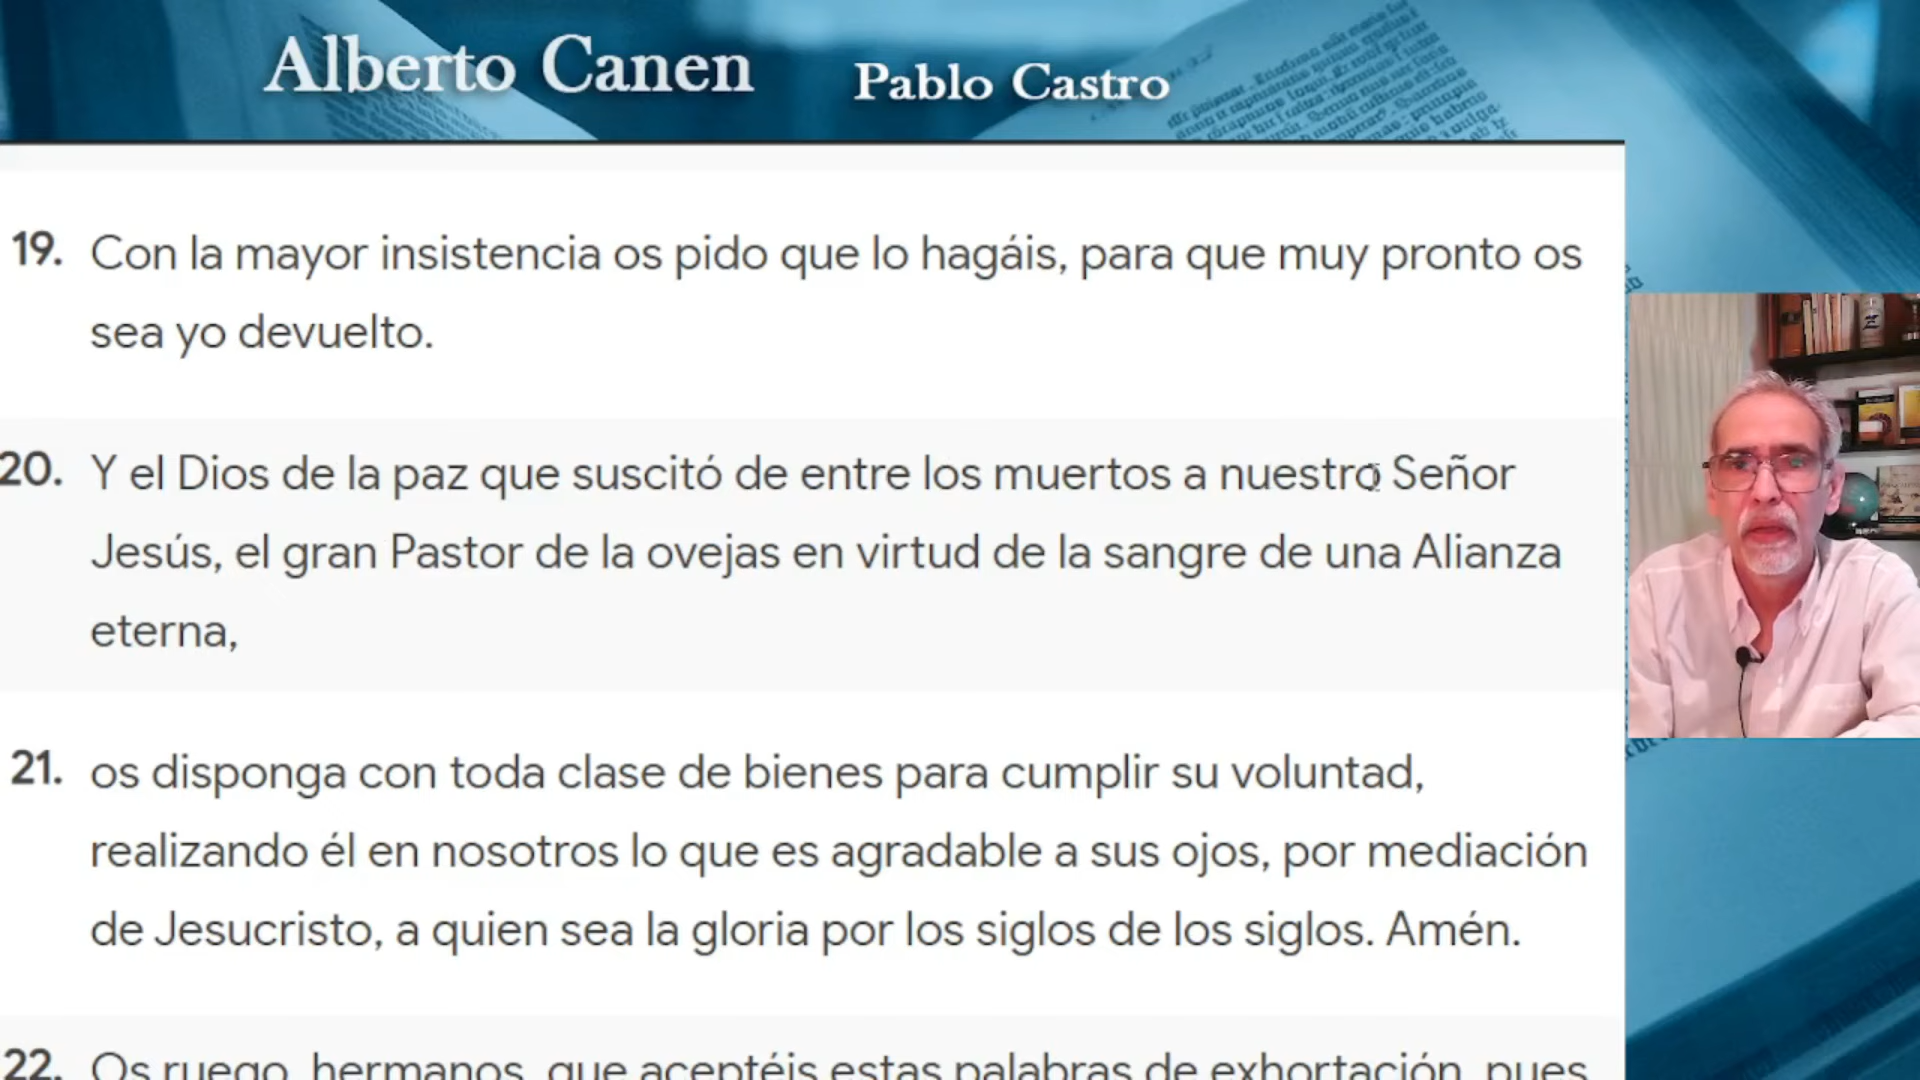 Alberto Canen Pablo Castro
19. Con la mayor insistencia os pido que lo hagáis, para que muy pronto os
sea yo devuelto.
20. Y el Dios de la paz que suscitó de entre los muertos a nuestro Señor
Jesús, el gran Pastor de la ovejas en virtud de la sangre de una Alianza
eterna,
21. os disponga con toda clase de bienes para cumplir su voluntad,
realizando él en nosotros lo que es agradable a sus ojos, por mediación
de Jesucristo, a quien sea la gloria por los siglos de los siglos. Amén.
22. Os ruego, hermanos, que aceptéis estas palabras de exhortación, pues